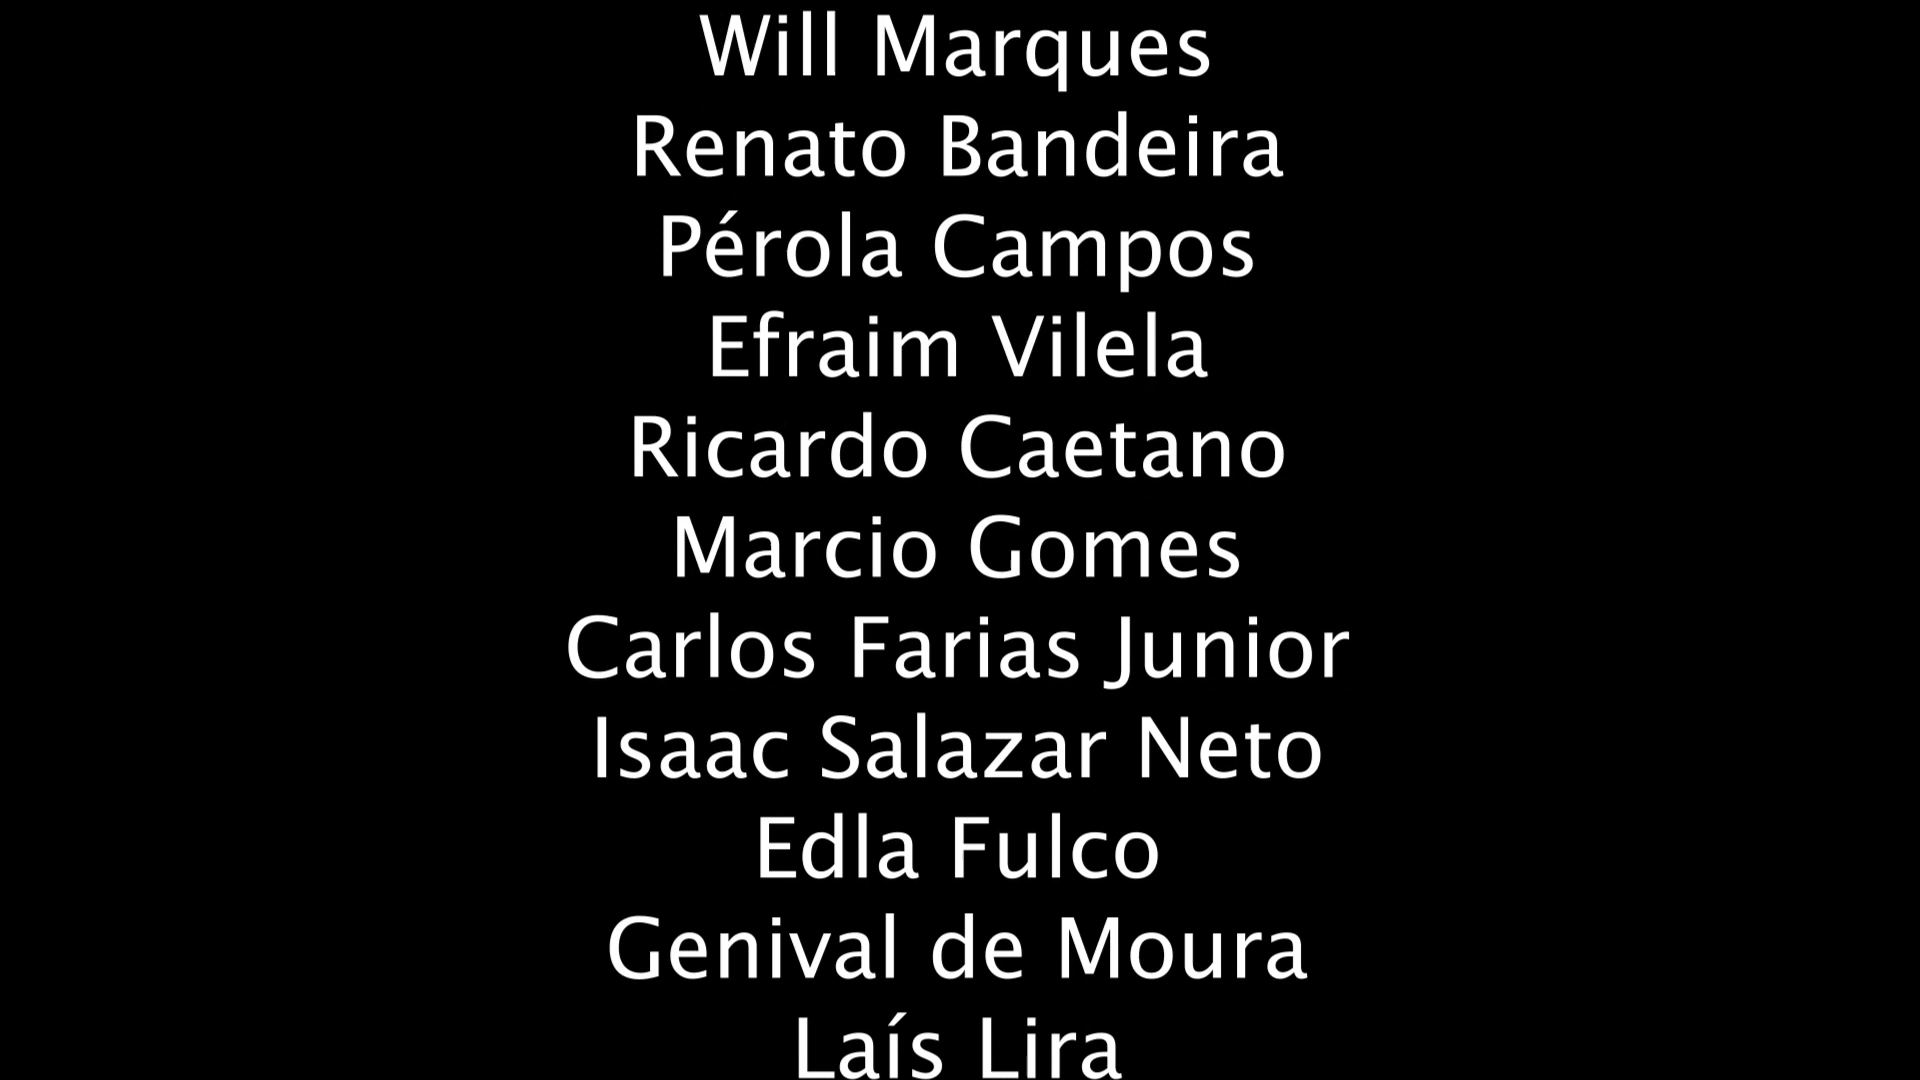 Will Marques
Renato Bandeira
Pérola Campos
Efraim Vilela
Ricardo Caetano
Marcio Gomes
Carlos Farias Junior
Isaac Salazar Neto
Edla Fulco
Genival de Moura
Laís Lira